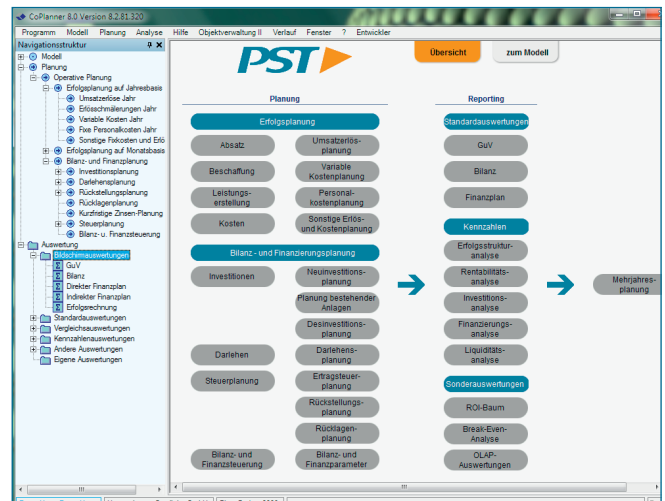 CoPlanner 8.0 Version 8.2.81.320
Programm Modell Planung Analyse Hilfe Objektverwaltung II Verlauf Fenster ? Entwickler
Navigationsstruktur
Modell
Planung
Operative Planung
Erfolgsplanung auf Jahresbasis
Umsatzerlöse Jahr
Erlösschmälerungen Jahr
Variable Kosten Jahr
Fixe Personalkosten Jahr
Sonstige Fixkosten und Erlö
Erfolgsplanung auf Monatsbasis
Bilanz- und Finanzplanung
Investitionsplanung
Darlehensplanung
Rückstellungsplanung
Rücklagenplanung
Kurzfristige Zinsen-Planung
Steuerplanung
Bilanz- u. Finanzsteuerung
Auswertung
Bildschirmauswertungen
GuV
Bilanz
Direkter Finanzplan
Indirekter Finanzplan
Erfolgsrechnung
Standardauswertungen
Vergleichsauswertungen
Kennzahlenauswertungen
Andere Auswertungen
Eigene Auswertungen
PST
Übersicht
zum Modell
Planung
Erfolgsplanung
Absatz
Umsatzerlös-
planung
Beschaffung
Variable
Kostenplanung
Leistungs-
erstellung
Personal-
kostenplanung
Kosten
Sonstige Erlös-
und Kostenplanung
Bilanz - und Finanzierungsplanung
Investitionen
Neuinvestitions-
planung
Planung bestehender
Anlagen
Desinvestitions-
planung
Darlehen
Darlehens-
planung
Steuerplanung
Ertragsteuer-
planung
Rückstellungs-
planung
Rücklagen-
planung
Bilanz- und
Finanzsteuerung
Bilanz- und
Finanzparameter
Reporting
Standardauswertungen
GuV
Bilanz
Finanzplan
Kennzahlen
Erfolgsstruktur-
analyse
Rentabilitäts-
analyse
Investitions-
analyse
Finanzierungs-
analyse
Liquiditäts-
analyse
Sonderauswertungen
ROI-Baum
Break-Even-
Analyse
OLAP-
Auswertungen
Mehrjahres-
planung